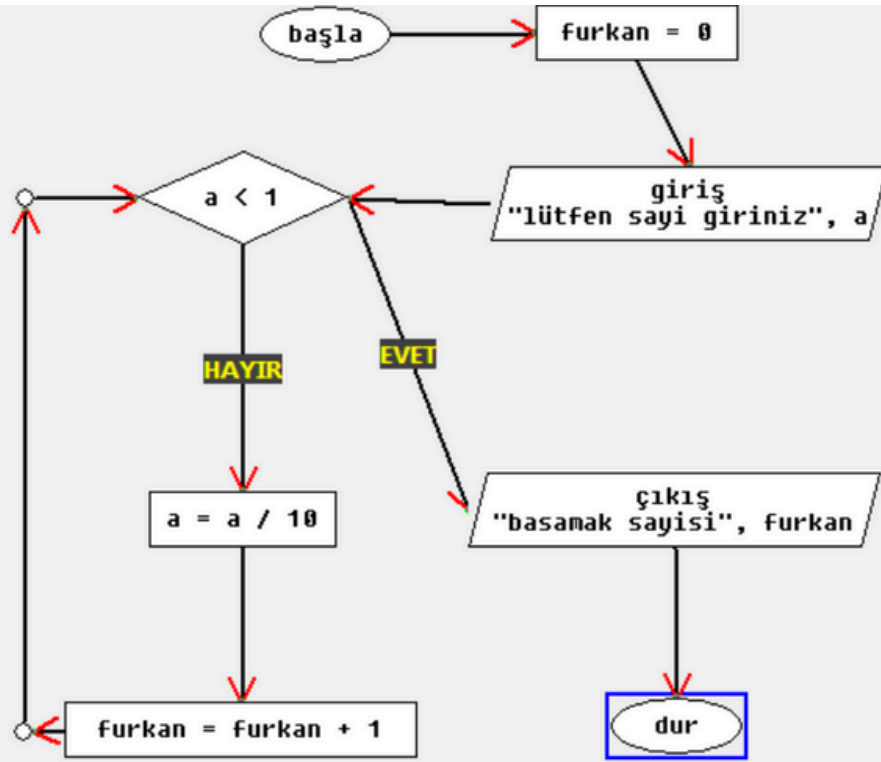 başla
furkan = 0
giriş
"lütfen sayi giriniz", a
a < 1
HAYIR
EVET
a = a / 10
çıkış
"basamak sayisi", furkan
furkan = furkan + 1
dur